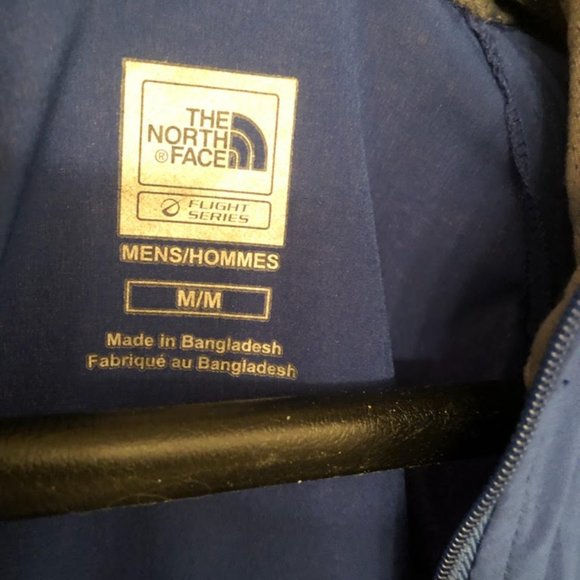 THE
NORTH
® FACE
FLIGHT
SERIES
MENS/HOMMES
M/M
Made in Bangladesh
Fabriqué au Bangladesh